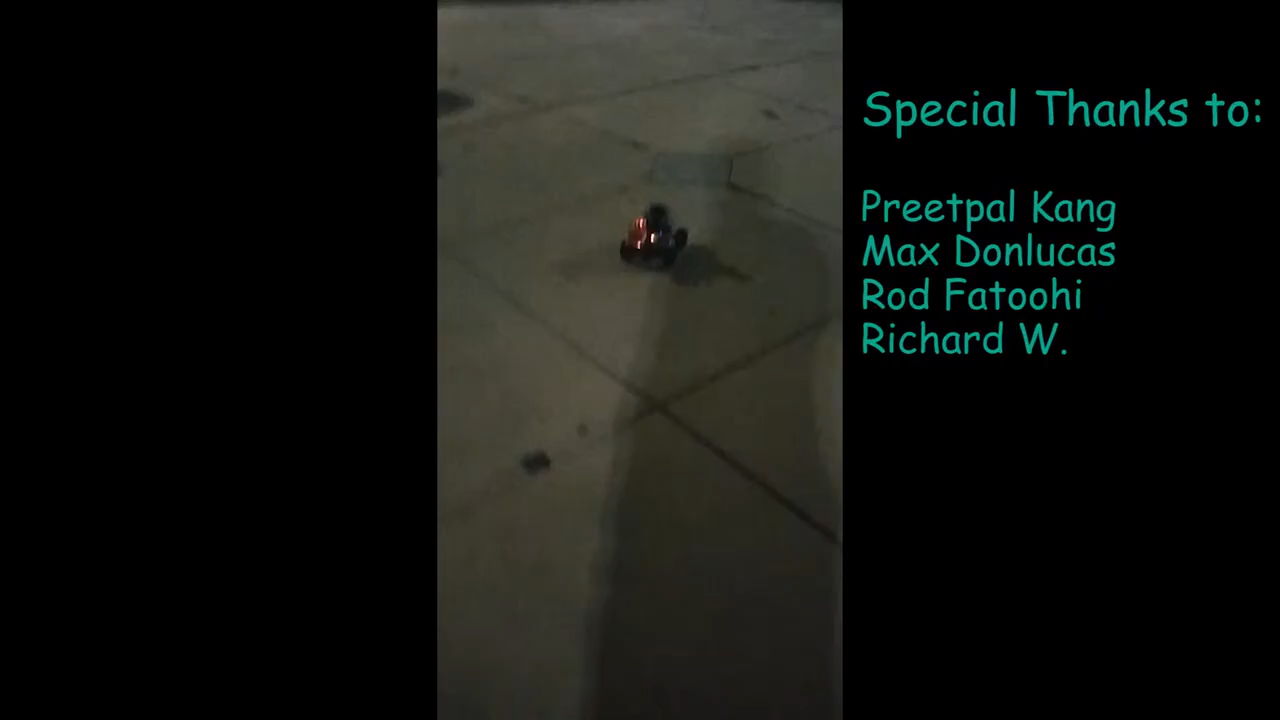 Special Thanks to:
Preetpal Kang
Max Donlucas
Rod Fatoohi
Richard W.